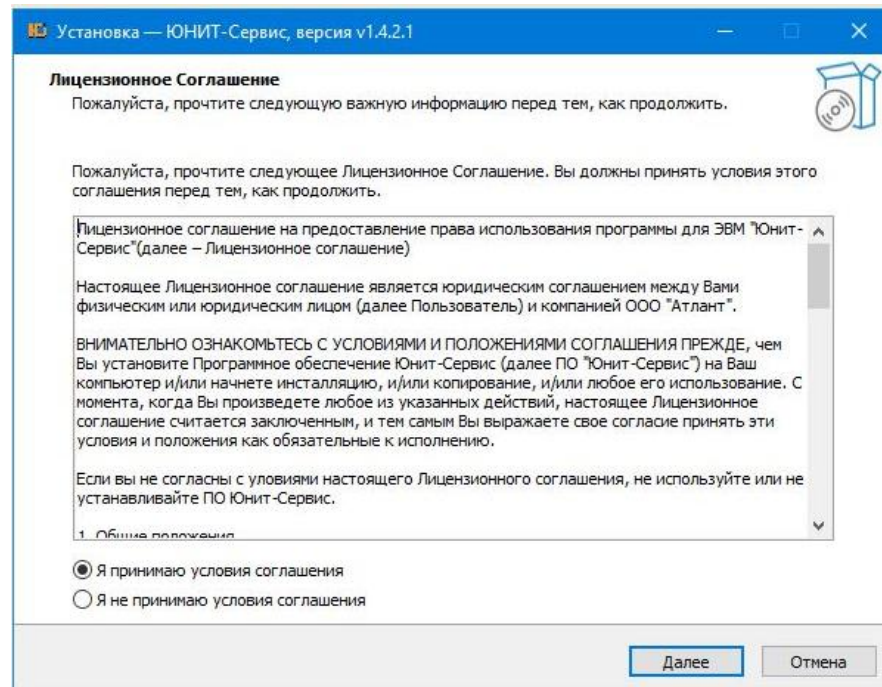 Установка — ЮНИТ-Сервис, версия v1.4.2.1
Лицензионное Соглашение
Пожалуйста, прочтите следующую важную информацию перед тем, как продолжить.
Пожалуйста, прочтите следующее Лицензионное Соглашение. Вы должны принять условия этого
соглашения перед тем, как продолжить.
Лицензионное соглашение на предоставление права использования программы для ЭВМ "Юнит-
Сервис"(далее – Лицензионное соглашение)
Настоящее Лицензионное соглашение является юридическим соглашением между Вами
физическим или юридическим лицом (далее Пользователь) и компанией ООО "Атлант".
ВНИМАТЕЛЬНО ОЗНАКОМЬТЕСЬ С УСЛОВИЯМИ И ПОЛОЖЕНИЯМИ СОГЛАШЕНИЯ ПРЕЖДЕ, чем
Вы установите Программное обеспечение Юнит-Сервис (далее ПО "Юнит-Сервис") на Ваш
компьютер и/или начнете инсталляцию, и/или копирование, и/или любое его использование. С
момента, когда Вы произведете любое из указанных действий, настоящее Лицензионное
соглашение считается заключенным, и тем самым Вы выражаете свое согласие принять эти
условия и положения как обязательные к исполнению.
Если вы не согласны с уловиями настоящего Лицензионного соглашения, не используйте или не
устанавливайте ПО Юнит-Сервис.
1. Общие положения
Я принимаю условия соглашения
Я не принимаю условия соглашения
Далее
Отмена